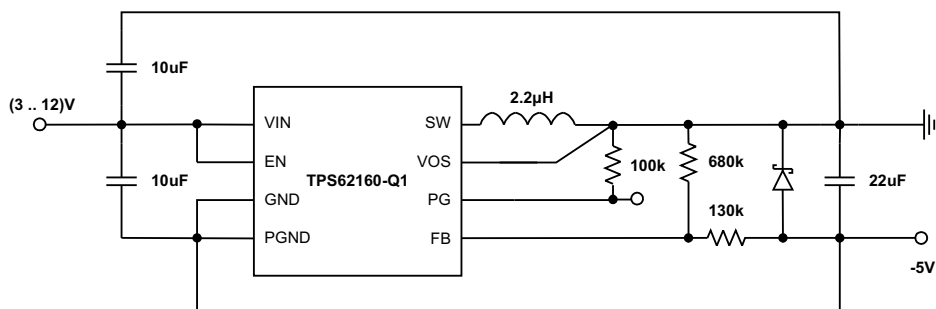 10uF
(3 .. 12)V
10uF
VIN
EN
GND
PGND
TPS62160-Q1
SW
VOS
PG
FB
2.2µH
100k
680k
130k
22uF
-5V